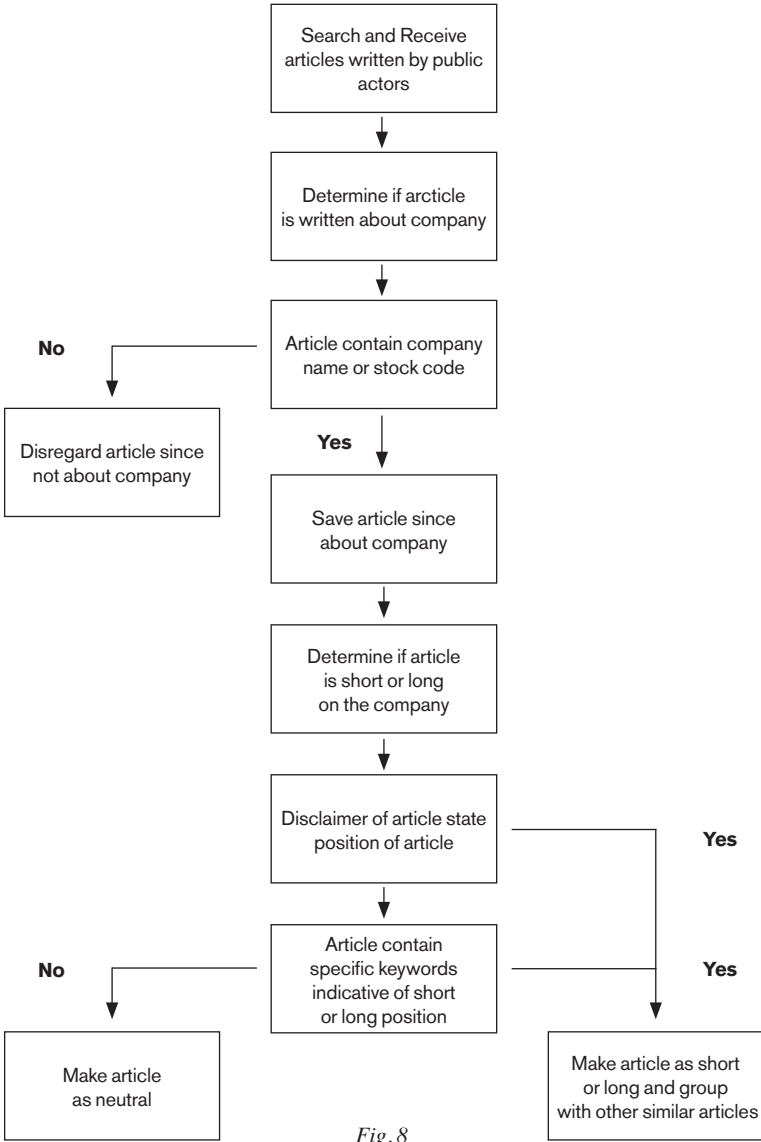 Search and Receive
articles written by public
actors
Determine if arcticle
is written about company
No
Article contain company
name or stock code
Disregard article since
not about company
Yes
Save article since
about company
Determine if article
is short or long
on the company
Disclaimer of article state
position of article
Yes
No
Article contain
specific keywords
indicative of short
or long position
Yes
Make article
as neutral
Make article as short
or long and group
with other similar articles
Fig. 8